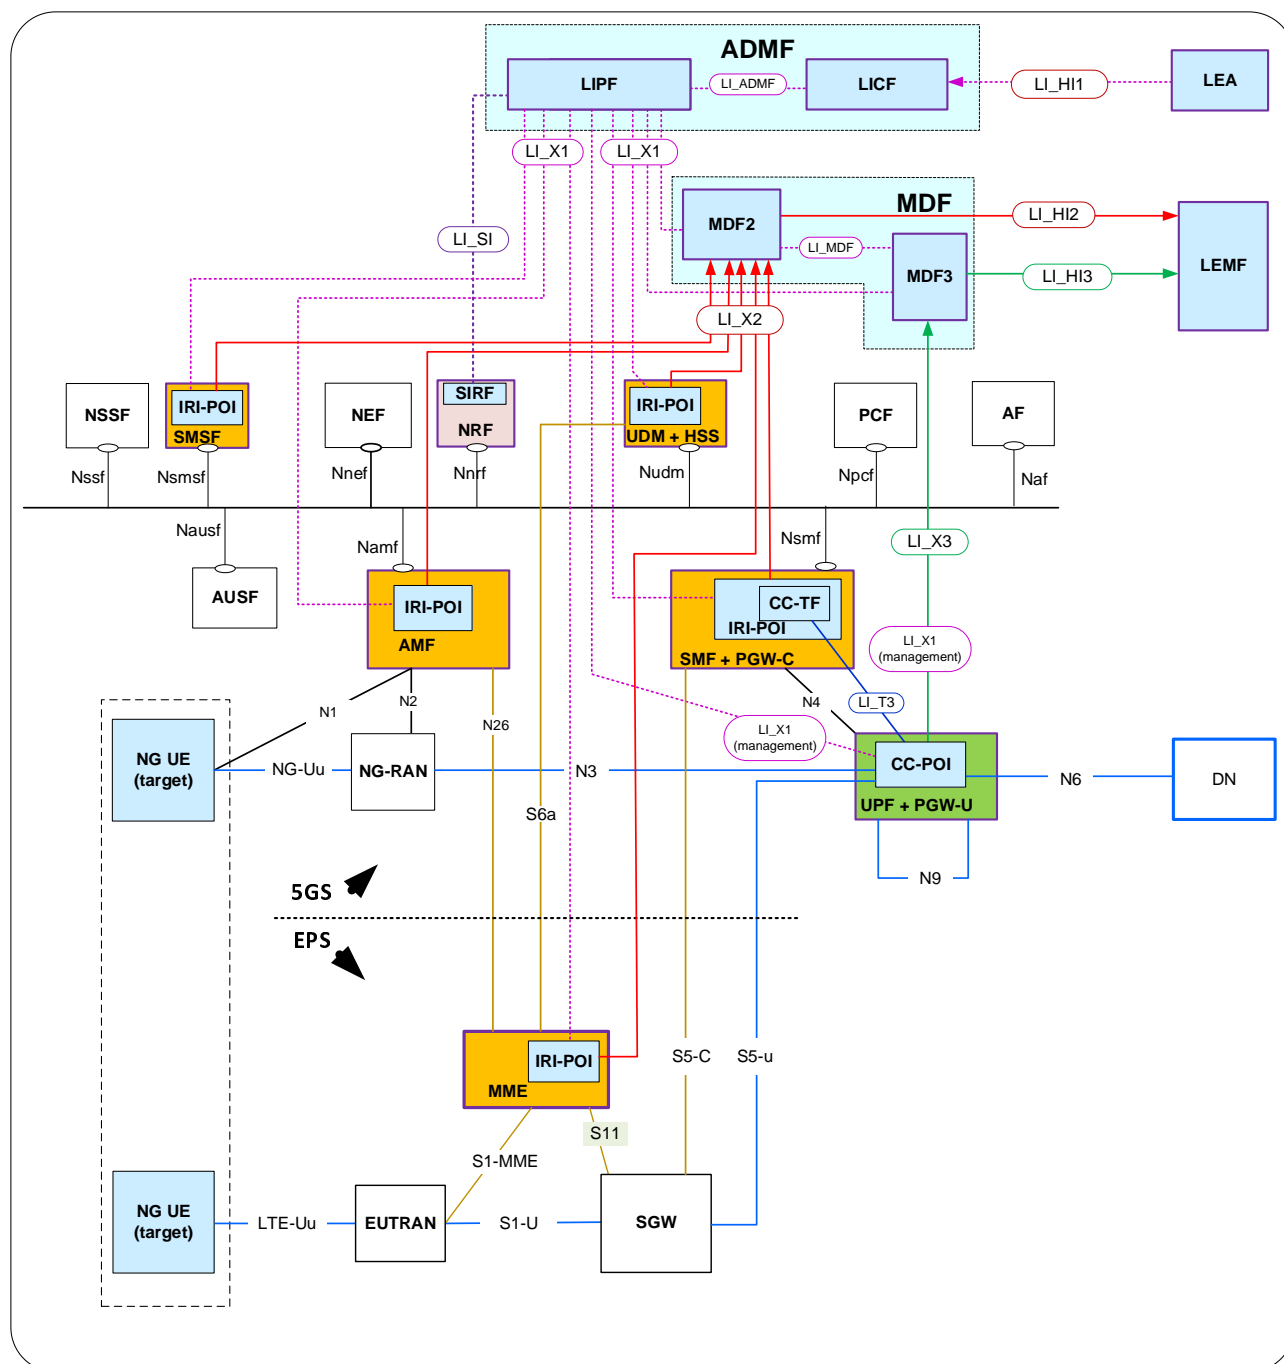 ADMF
LIPF
LI_ADMF
LICF
LI_HI1
LEA
LI_X1
LI_X1
MDF
MDF2
LI_HI2
LI_SI
LI_MDF
MDF3
LI_HI3
LEMF
LI_X2
NSSF
IRI-POI
SMSF
NEF
SIRF
NRF
IRI-POI
UDM + HSS
PCF
AF
Nssf
Nsmsf
Nnef
Nnrf
Nudm
Npcf
Naf
Nausf
Namf
Nsmf
LI_X3
AUSF
IRI-POI
AMF
CC-TF
IRI-POI
SMF + PGW-C
LI_X1
(management)
N1
N2
N26
N4
LI_T3
LI_X1
(management)
NG UE
(target)
NG-Uu
NG-RAN
N3
CC-POI
UPF + PGW-U
N6
DN
S6a
N9
5GS
EPS
IRI-POI
MME
S5-C
S5-u
S11
S1-MME
NG UE
(target)
LTE-Uu
EUTRAN
S1-U
SGW